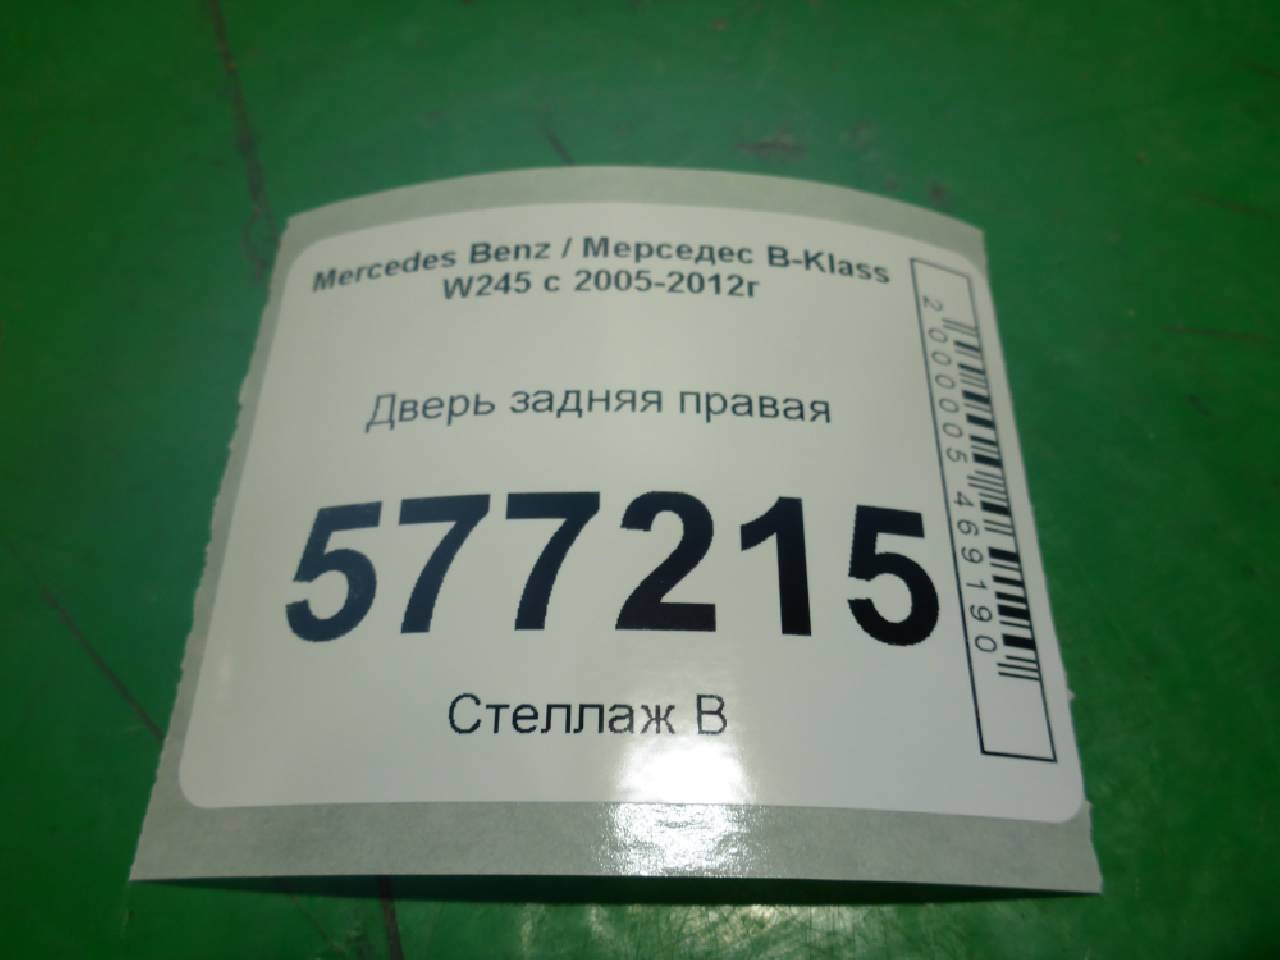 Mercedes Benz / Мерседес B-Klass
W245 с 2005-2012г
Дверь задняя правая
577215
Стеллаж В
2000005469190